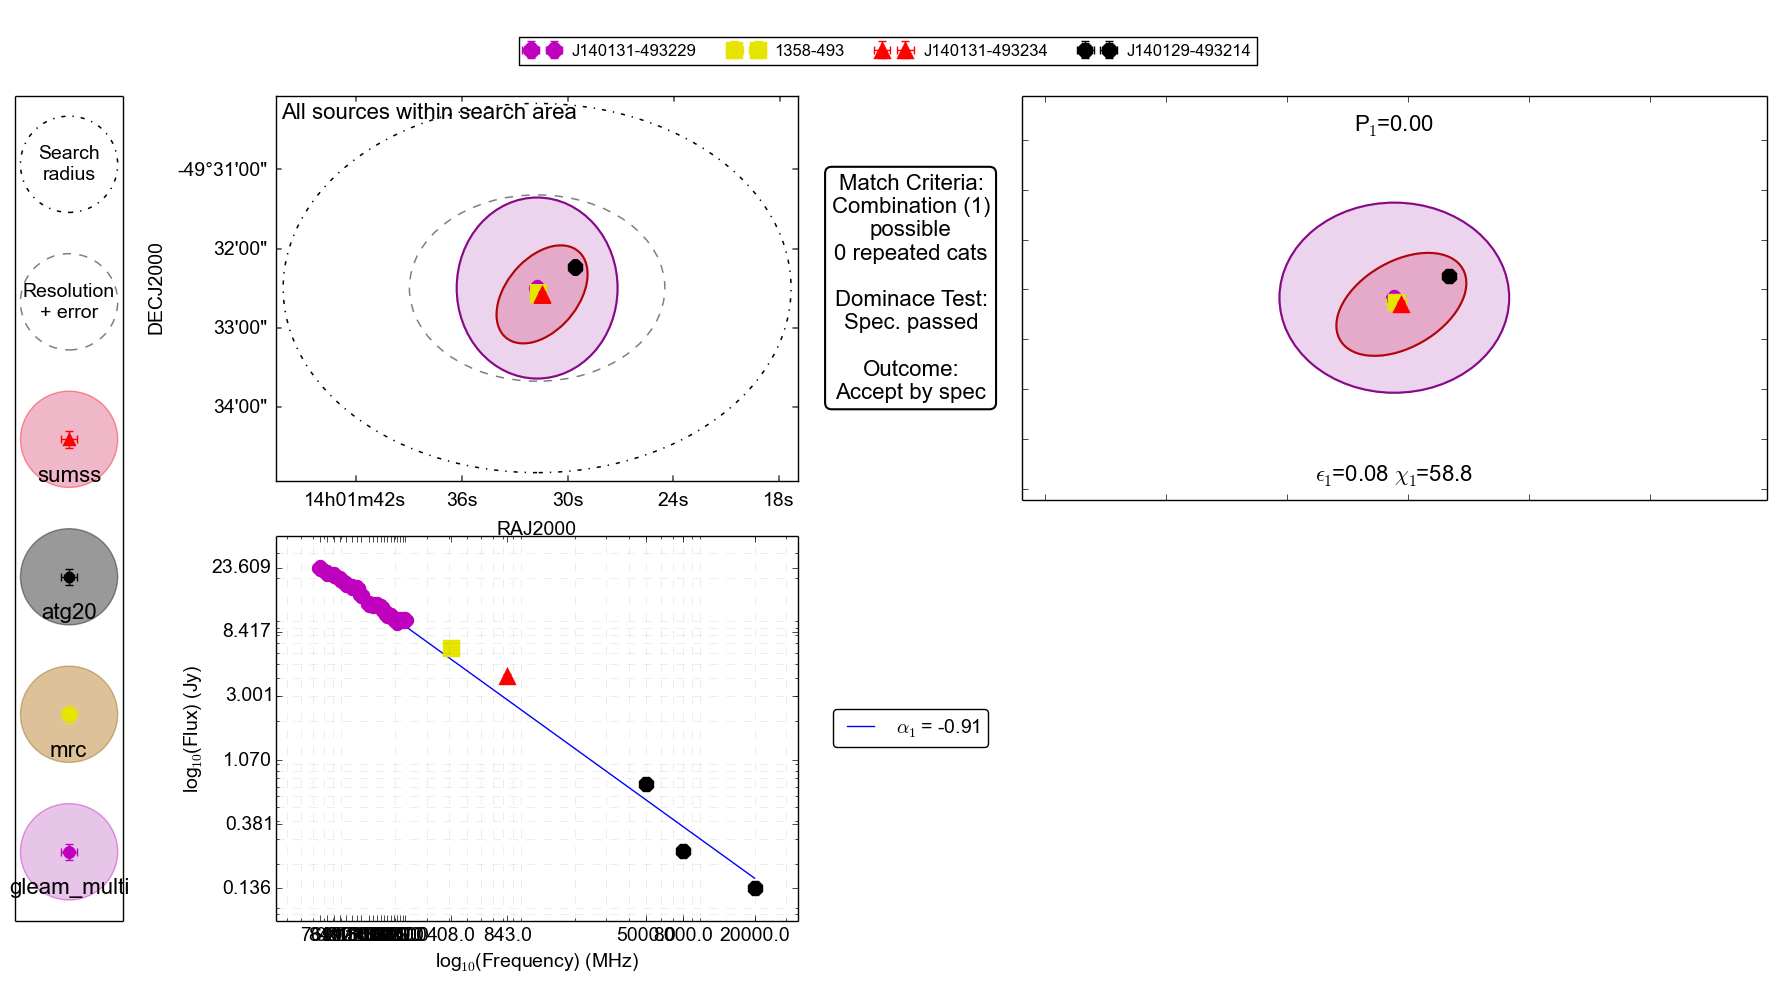 J140131-493229
1358-493
J140131-493234
J140129-493214
Search
radius
Resolution
+ error
sumss
atg20
mrc
gleam_multi
All sources within search area
DECJ2000
-49°31'00"
32'00"
33'00"
34'00"
14h01m42s
36s
30s
24s
18s
RAJ2000
Match Criteria:
Combination (1)
possible
0 repeated cats
Dominace Test:
Spec. passed
Outcome:
Accept by spec
P₁=0.00
ϵ₁=0.08 χ₁=58.8
log₁₀(Flux) (Jy)
23.609
8.417
3.001
1.070
0.381
0.136
408.0
843.0
5000.0
8000.0
20000.0
log₁₀(Frequency) (MHz)
α₁ = -0.91